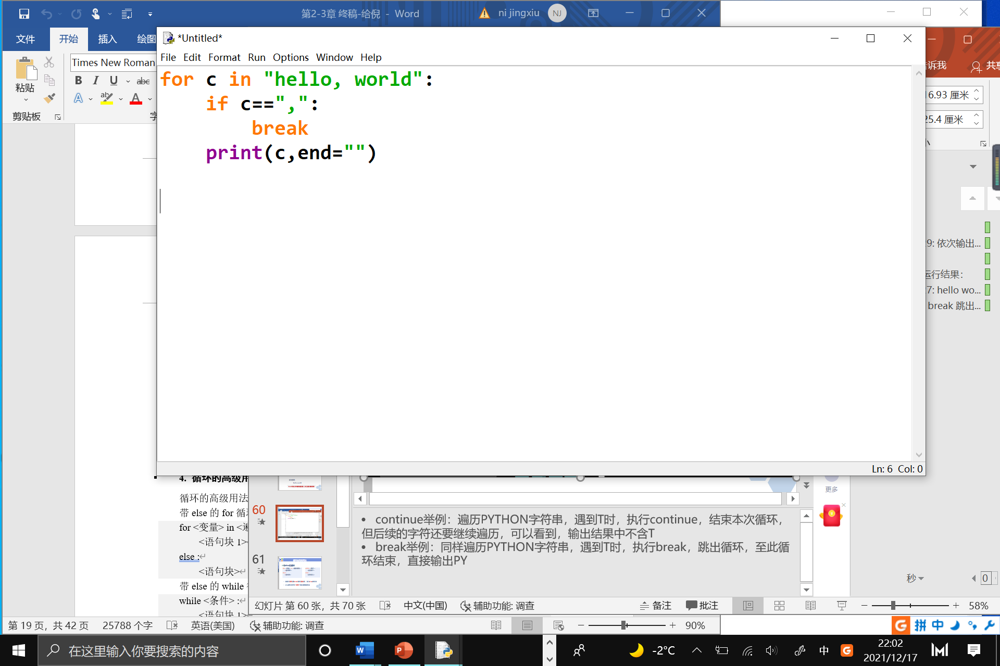 第2-3章 终稿-给倪 - Word
ni jingxiu
NJ
文件
开始
插入
绘图
*Untitled*
File Edit Format Run Options Window Help
Times New Roman
粘贴
B I U abc
A aby A
剪贴板
字
for c in "hello, world":
    if c==",":
        break
    print(c,end="")
Ln: 6 Col: 0
诉我
共享
6.93 厘米
25.4 厘米
9: 依次输出...
运行结果:
7: hello wo...
break 跳出...
4. 循环的高级用
循环的高级用法
带 else 的 for 循
for <变量> in <
<语句块 1>
else :
<语句块>
带 else 的 while
while <条件> :
<语句块 1>
60
61
更多
• continue举例：遍历PYTHON字符串，遇到T时，执行continue，结束本次循环，
但后续的字符还要继续遍历，可以看到，输出结果中不含T
• break举例：同样遍历PYTHON字符串，遇到T时，执行break，跳出循环，至此循
环结束，直接输出PY
秒
0
幻灯片 第 60 张，共 70 张
中文(中国)
辅助功能: 调查
备注
批注
58%
第 19 页，共 42 页
25788 个字
英语(美国)
辅助功能: 调查
90%
拼 中
在这里输入你要搜索的内容
-2°C
中
22:02
2021/12/17